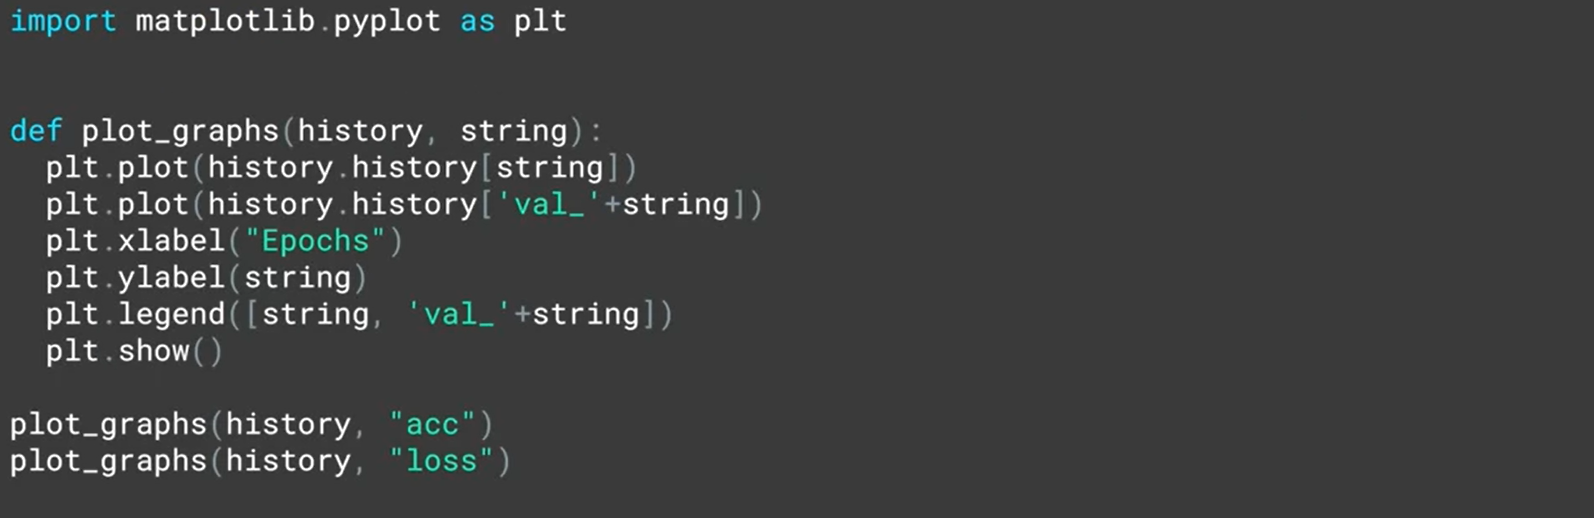 import matplotlib.pyplot as plt
def plot_graphs(history, string):
  plt.plot(history.history[string])
  plt.plot(history.history['val_'+string])
  plt.xlabel("Epochs")
  plt.ylabel(string)
  plt.legend([string, 'val_'+string])
  plt.show()
plot_graphs(history, "acc")
plot_graphs(history, "loss")